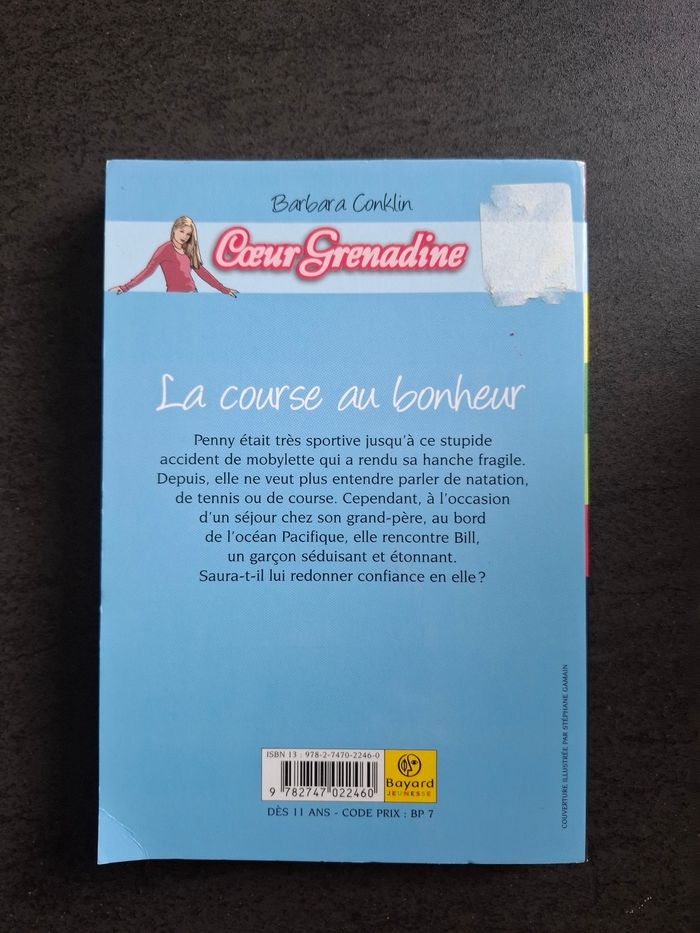 Barbara Conklin
Cœur Grenadine
La course au bonheur
Penny était très sportive jusqu'à ce stupide
accident de mobylette qui a rendu sa hanche fragile.
Depuis, elle ne veut plus entendre parler de natation,
de tennis ou de course. Cependant, à l'occasion
d'un séjour chez son grand-père, au bord
de l'océan Pacifique, elle rencontre Bill,
un garçon séduisant et étonnant.
Saura-t-il lui redonner confiance en elle ?
ISBN 13 : 978-2-7470-2246-0
9 782747 022460
Bayard
JEUNESSE
DÈS 11 ANS - CODE PRIX : BP 7
COUVERTURE ILLUSTRÉE PAR STÉPHANE GAMAIN